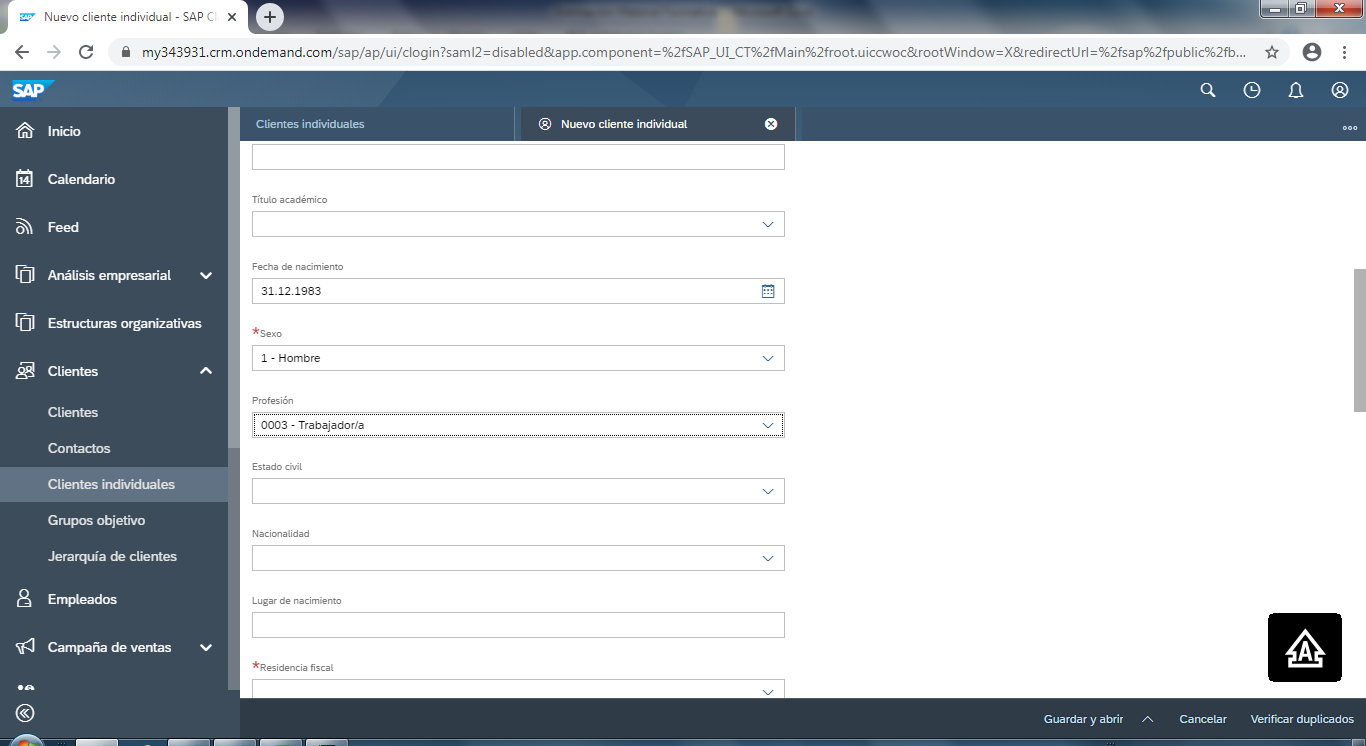 Nuevo cliente individual - SAP Cl
my343931.crm.ondemand.com/sap/ap/ui/clogin?saml2=disabled&app.component=%2fSAP_UI_CT%2fMain%2froot.uiccwoc&rootWindow=X&redirectUrl=%2fsap%2fpublic%2fb...
SAP
Inicio
14
Calendario
Feed
Análisis empresarial
Estructuras organizativas
Clientes
Clientes
Contactos
Clientes individuales
Grupos objetivo
Jerarquía de clientes
Empleados
Campaña de ventas
Clientes individuales
Nuevo cliente individual
Título académico
Fecha de nacimiento
31.12.1983
*Sexo
1 - Hombre
Profesión
0003 - Trabajador/a
Estado civil
Nacionalidad
Lugar de nacimiento
*Residencia fiscal
A
Guardar y abrir
Cancelar
Verificar duplicados